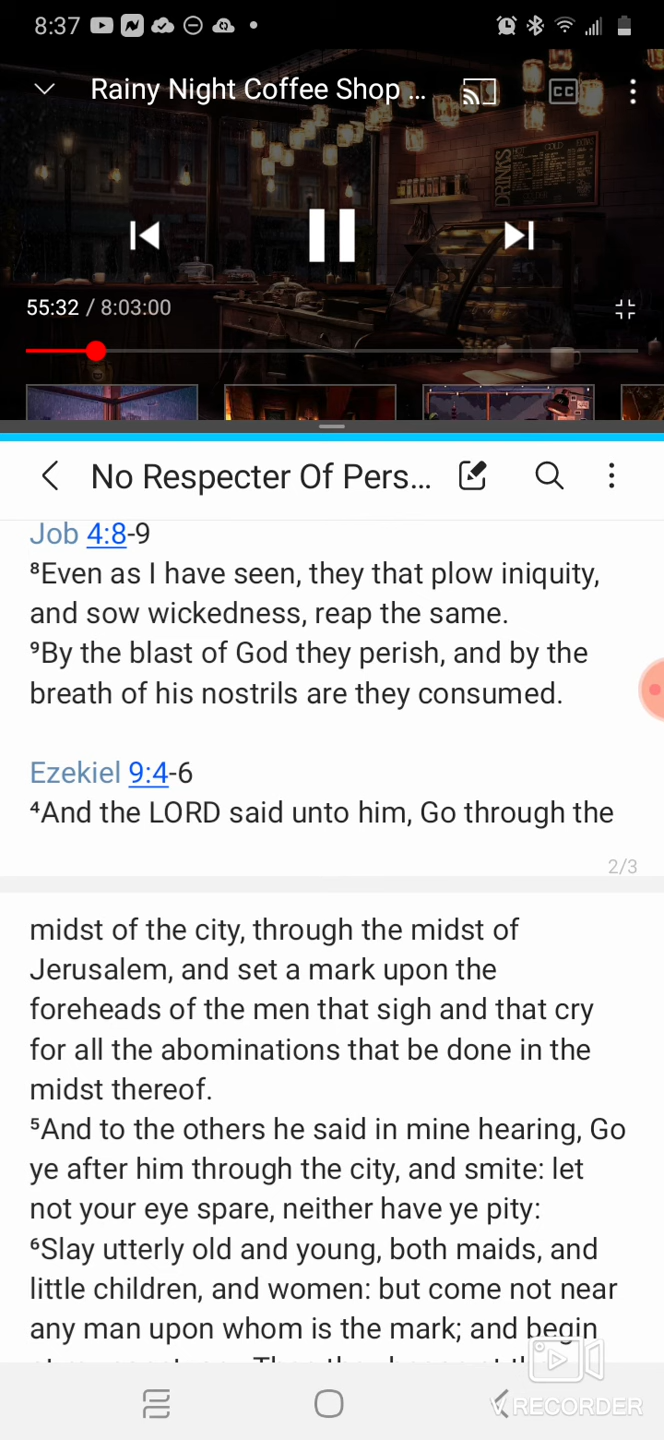 8:37
Rainy Night Coffee Shop ...
CC
DRINKS
55:32 / 8:03:00
No Respecter Of Pers...
Job 4:8-9
⁸Even as I have seen, they that plow iniquity,
and sow wickedness, reap the same.
⁹By the blast of God they perish, and by the
breath of his nostrils are they consumed.
Ezekiel 9:4-6
⁴And the LORD said unto him, Go through the
2/3
midst of the city, through the midst of
Jerusalem, and set a mark upon the
foreheads of the men that sigh and that cry
for all the abominations that be done in the
midst thereof.
⁵And to the others he said in mine hearing, Go
ye after him through the city, and smite: let
not your eye spare, neither have ye pity:
⁶Slay utterly old and young, both maids, and
little children, and women: but come not near
any man upon whom is the mark; and begin
V RECORDER